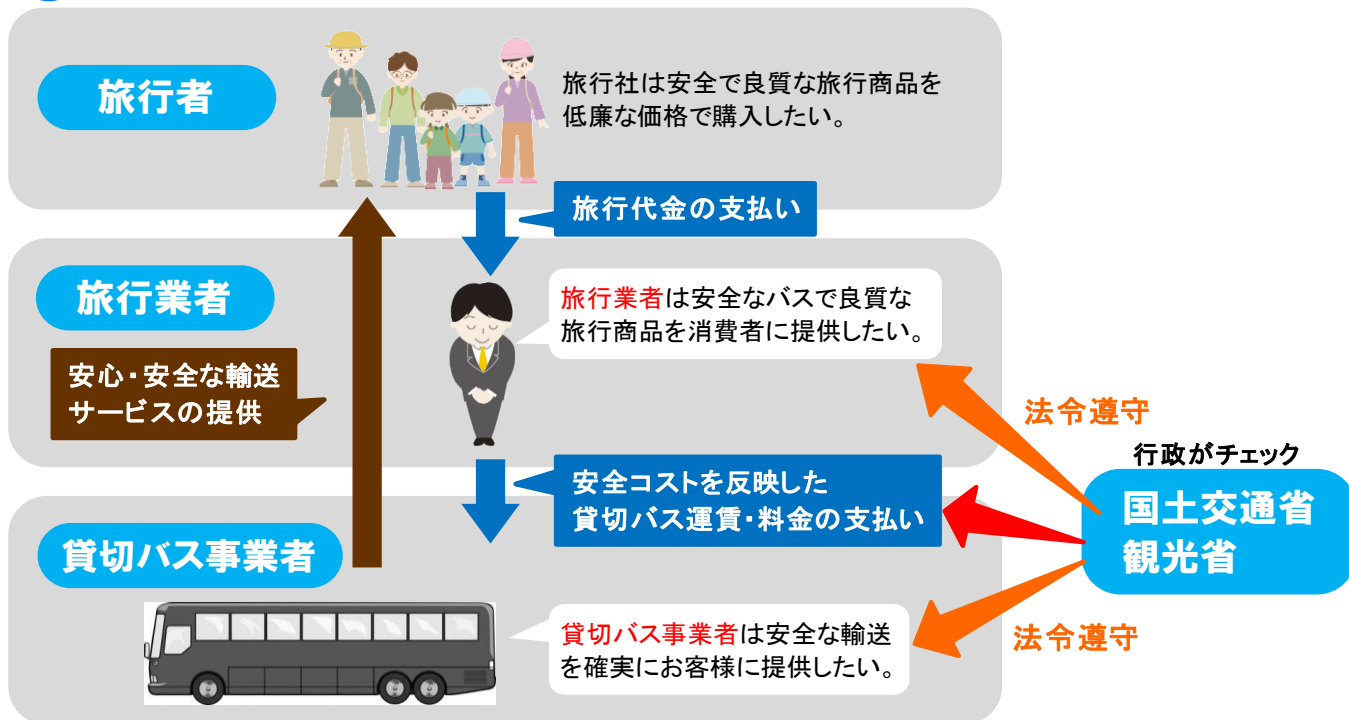 旅行者
旅行社は安全で良質な旅行商品を
低廉な価格で購入したい。
旅行代金の支払い
旅行業者
旅行業者は安全なバスで良質な
旅行商品を消費者に提供したい。
安心・安全な輸送
サービスの提供
法令遵守
行政がチェック
国土交通省
観光省
安全コストを反映した
貸切バス運賃・料金の支払い
貸切バス事業者
貸切バス事業者は安全な輸送
を確実にお客様に提供したい。
法令遵守